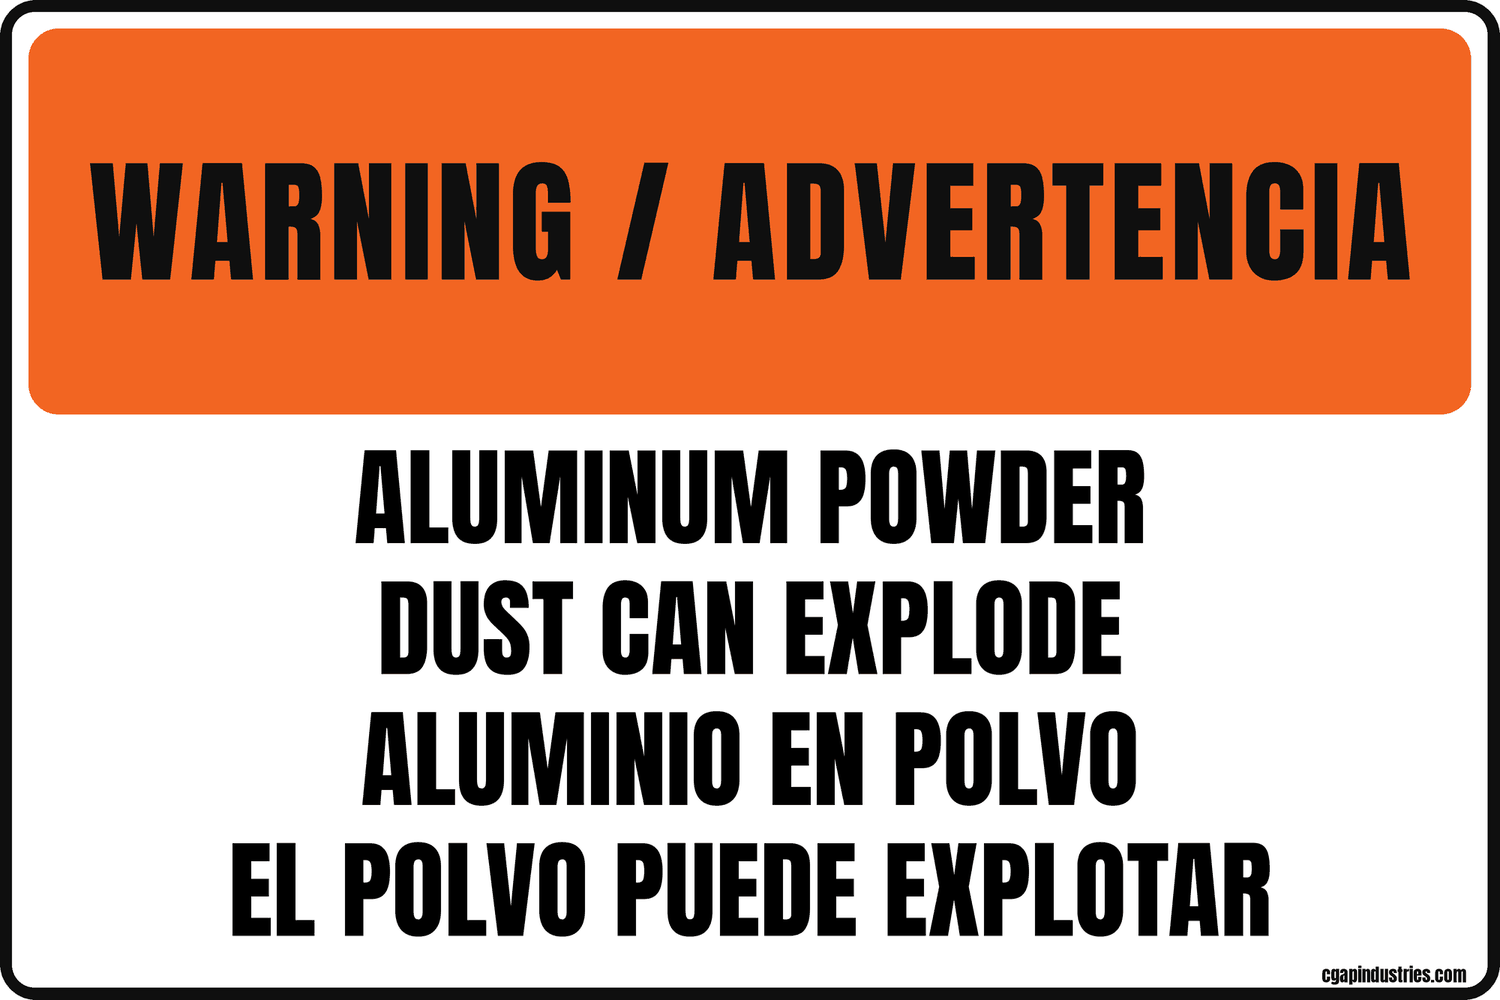 WARNING / ADVERTENCIA
ALUMINUM POWDER
DUST CAN EXPLODE
ALUMINIO EN POLVO
EL POLVO PUEDE EXPLOTAR
cgapindustries.com